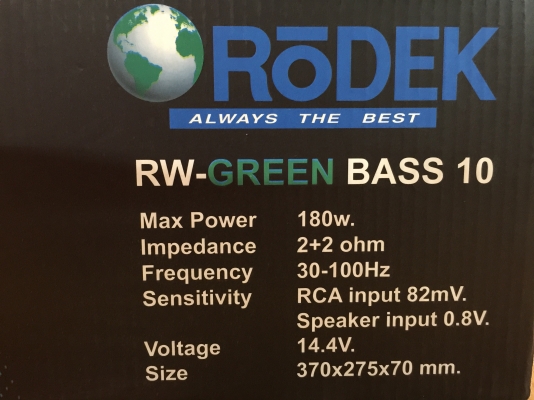 RōDEK
ALWAYS THE BEST
RW-GREEN BASS 10
Max Power 180w.
Impedance 2+2 ohm
Frequency 30-100Hz
Sensitivity RCA input 82mV.
Speaker input 0.8V.
Voltage 14.4V.
Size 370x275x70 mm.